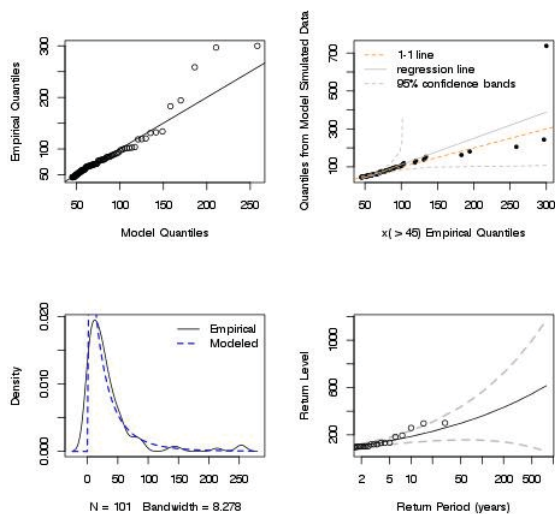 Empirical Quantiles
300
200
100
50
50
100
150
200
250
Model Quantiles
Quantiles from Model Simulated Data
700
500
300
100
1-1 line
regression line
95% confidence bands
50
100
150
200
250
300
x( > 45) Empirical Quantiles
Density
0.020
0.010
0.000
Empirical
Modeled
0
50
100
150
200
250
N = 101 Bandwidth = 8.278
Return Level
1000
600
200
2
5
10
50
500
Return Period (years)